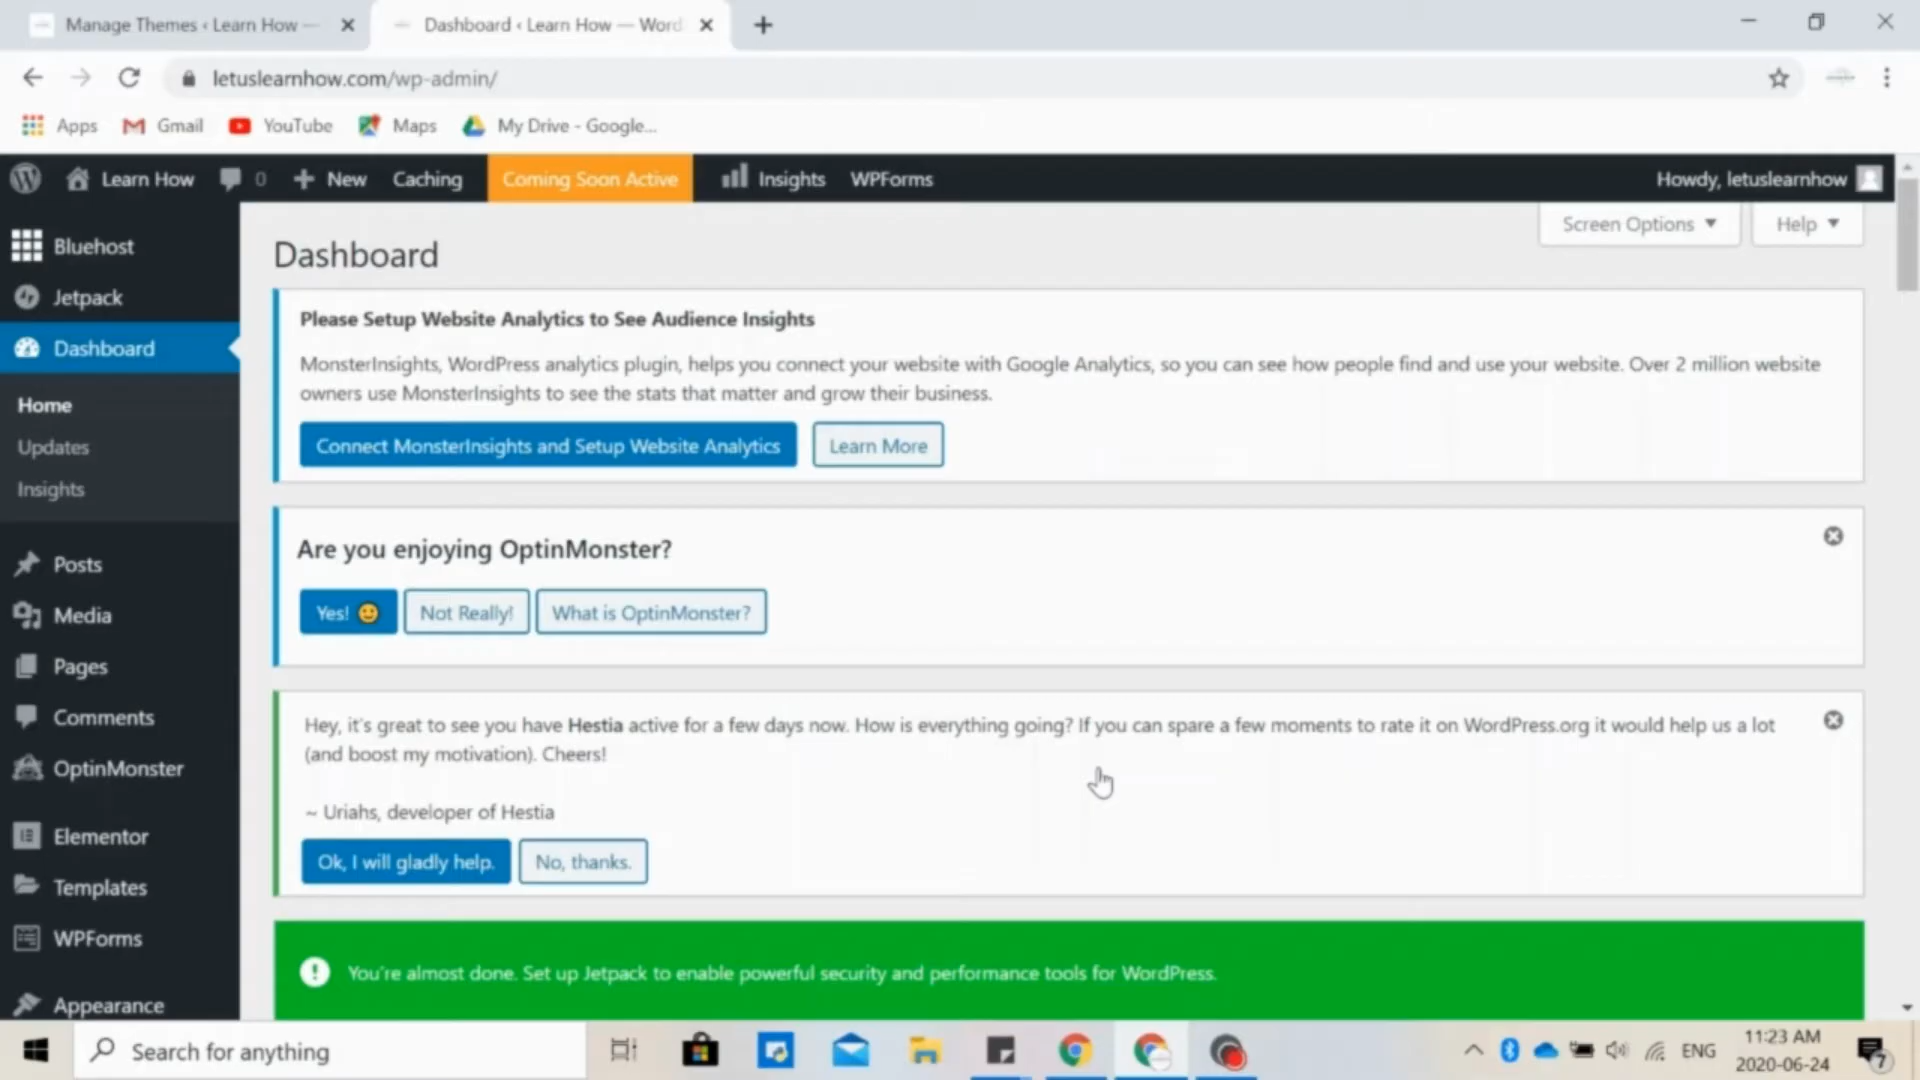 Manage Themes ‹ Learn How —
Dashboard ‹ Learn How — Word
letuslearnhow.com/wp-admin/
Apps
Gmail
YouTube
Maps
My Drive - Google...
Learn How
0
New
Caching
Coming Soon Active
Insights
WPForms
Howdy, letuslearnhow
Screen Options
Help
Bluehost
Jetpack
Dashboard
Home
Updates
Insights
Posts
Media
Pages
Comments
OptinMonster
Elementor
Templates
WPForms
Appearance
Dashboard
Please Setup Website Analytics to See Audience Insights
MonsterInsights, WordPress analytics plugin, helps you connect your website with Google Analytics, so you can see how people find and use your website. Over 2 million website
owners use MonsterInsights to see the stats that matter and grow their business.
Connect MonsterInsights and Setup Website Analytics
Learn More
Are you enjoying OptinMonster?
Yes! 🙂
Not Really!
What is OptinMonster?
Hey, it's great to see you have Hestia active for a few days now. How is everything going? If you can spare a few moments to rate it on WordPress.org it would help us a lot
(and boost my motivation). Cheers!
~ Uriahs, developer of Hestia
Ok, I will gladly help.
No, thanks.
You're almost done. Set up Jetpack to enable powerful security and performance tools for WordPress.
Search for anything
ENG
11:23 AM
2020-06-24
7